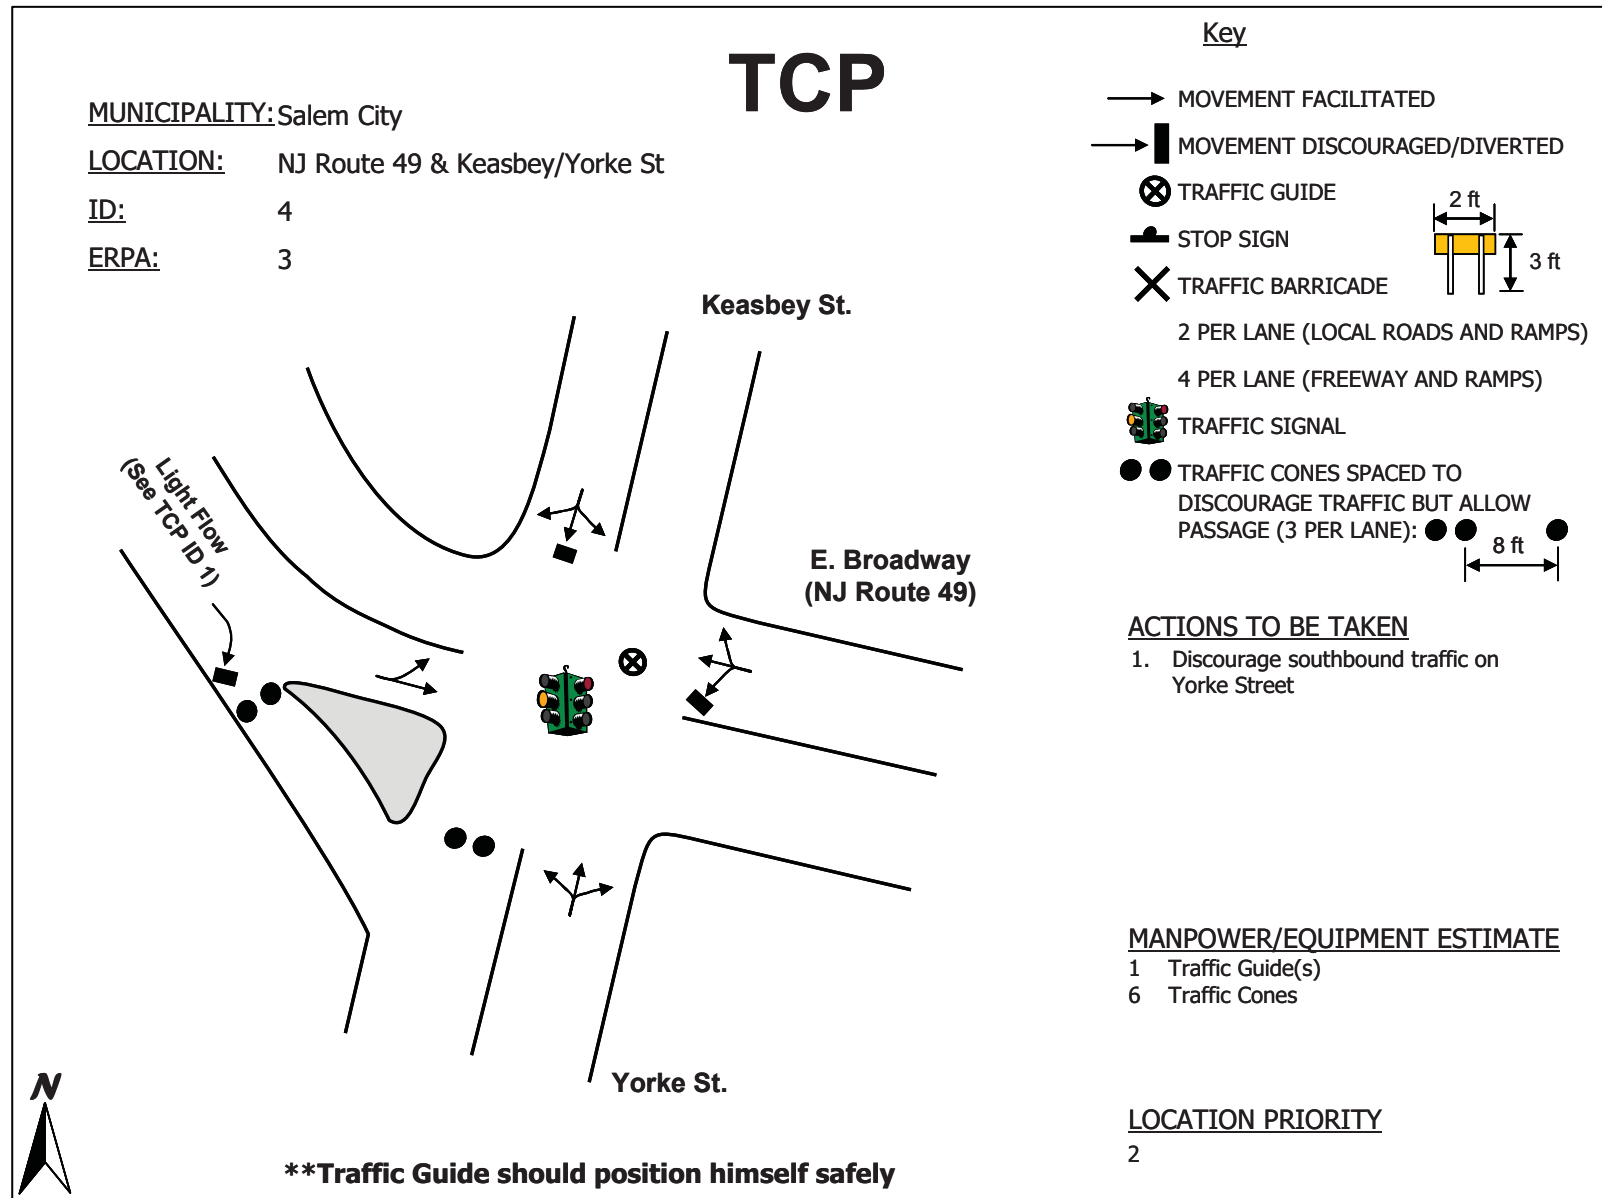 TCP
MUNICIPALITY: Salem City
LOCATION: NJ Route 49 & Keasbey/Yorke St
ID: 4
ERPA: 3
Keasbey St.
Light Flow
(See TCP ID 1)
E. Broadway
(NJ Route 49)
Yorke St.
N
**Traffic Guide should position himself safely
Key
MOVEMENT FACILITATED
MOVEMENT DISCOURAGED/DIVERTED
TRAFFIC GUIDE
2 ft
STOP SIGN
3 ft
TRAFFIC BARRICADE
2 PER LANE (LOCAL ROADS AND RAMPS)
4 PER LANE (FREEWAY AND RAMPS)
TRAFFIC SIGNAL
TRAFFIC CONES SPACED TO
DISCOURAGE TRAFFIC BUT ALLOW
PASSAGE (3 PER LANE):
8 ft
ACTIONS TO BE TAKEN
1. Discourage southbound traffic on
Yorke Street
MANPOWER/EQUIPMENT ESTIMATE
1 Traffic Guide(s)
6 Traffic Cones
LOCATION PRIORITY
2